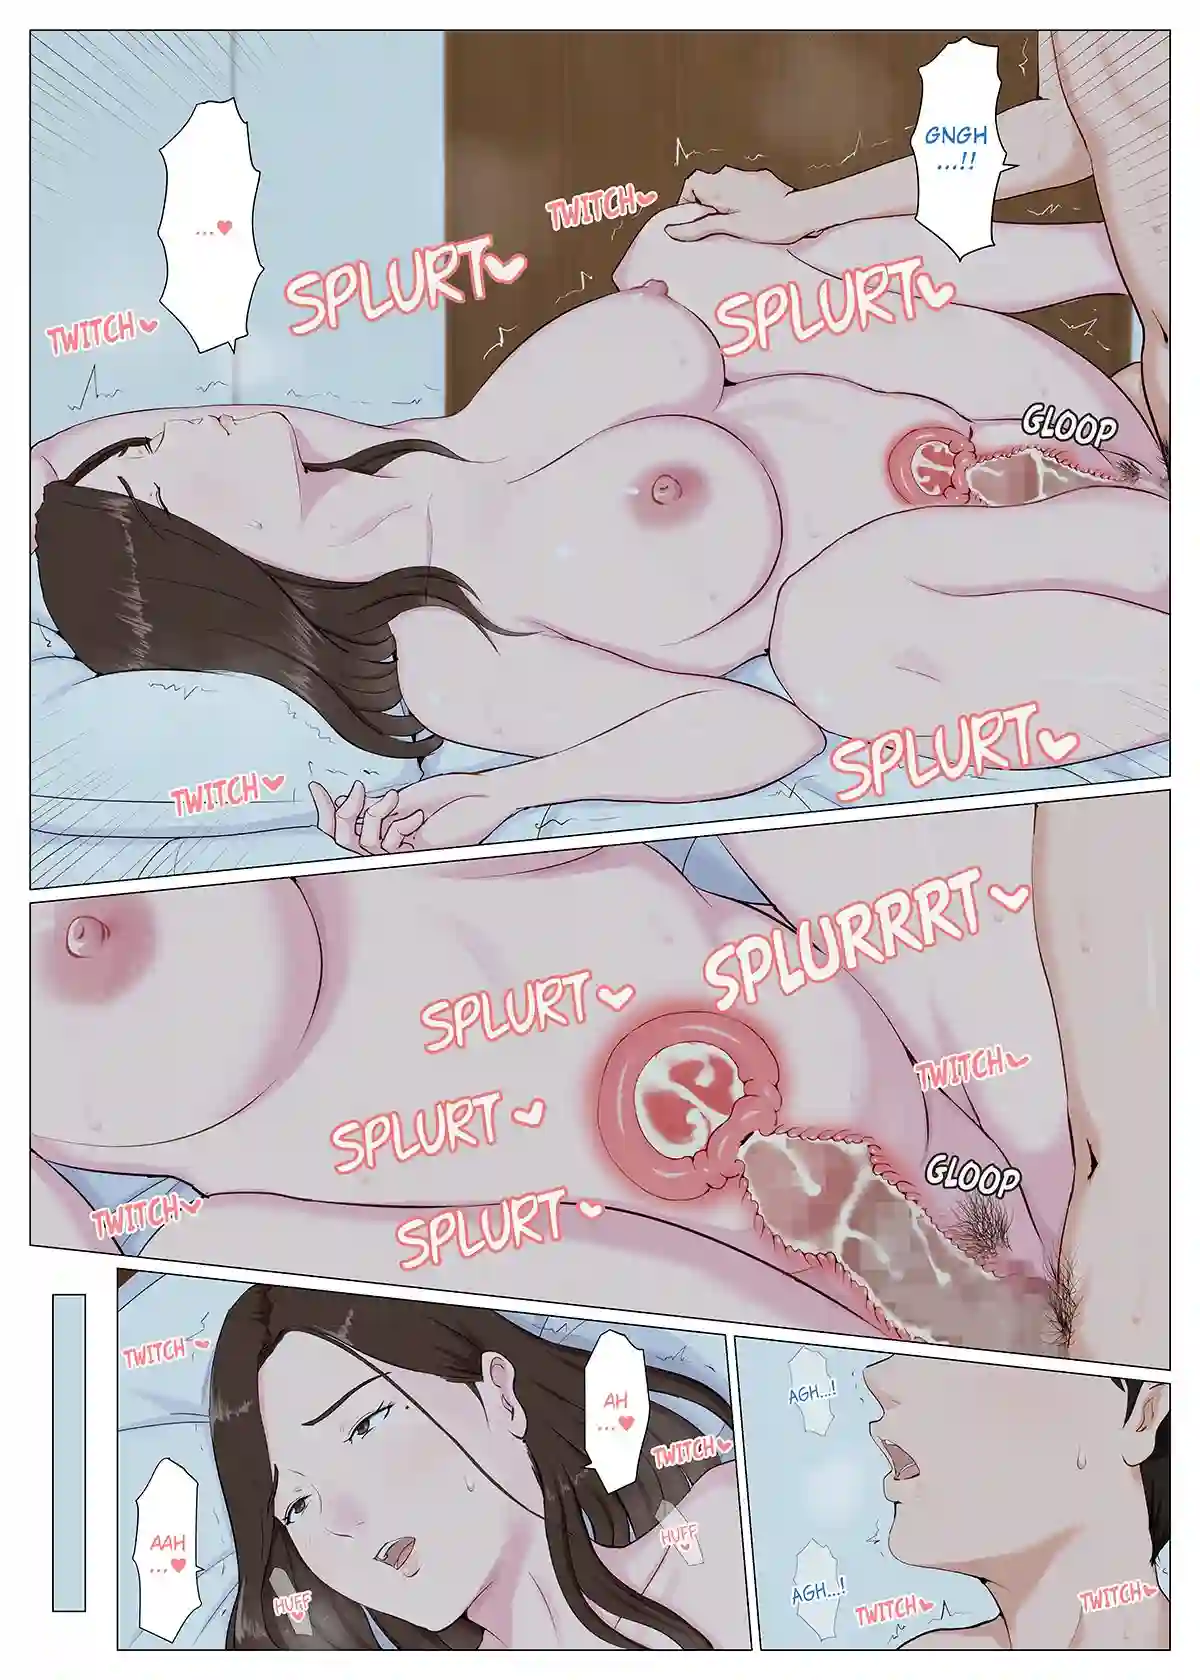 GNGH
...!!
...♥
TWITCH♥
SPLURT♥
SPLURT♥
TWITCH♥
GLOOP
SPLURT♥
TWITCH♥
SPLURRRT♥
SPLURT♥
TWITCH♥
SPLURT♥
GLOOP
SPLURT♥
TWITCH♥
TWITCH♥
AH
...♥
TWITCH♥
AAH
...♥
HUFF♥
HUFF♥
AGH...!
AGH...!
TWITCH♥
TWITCH♥